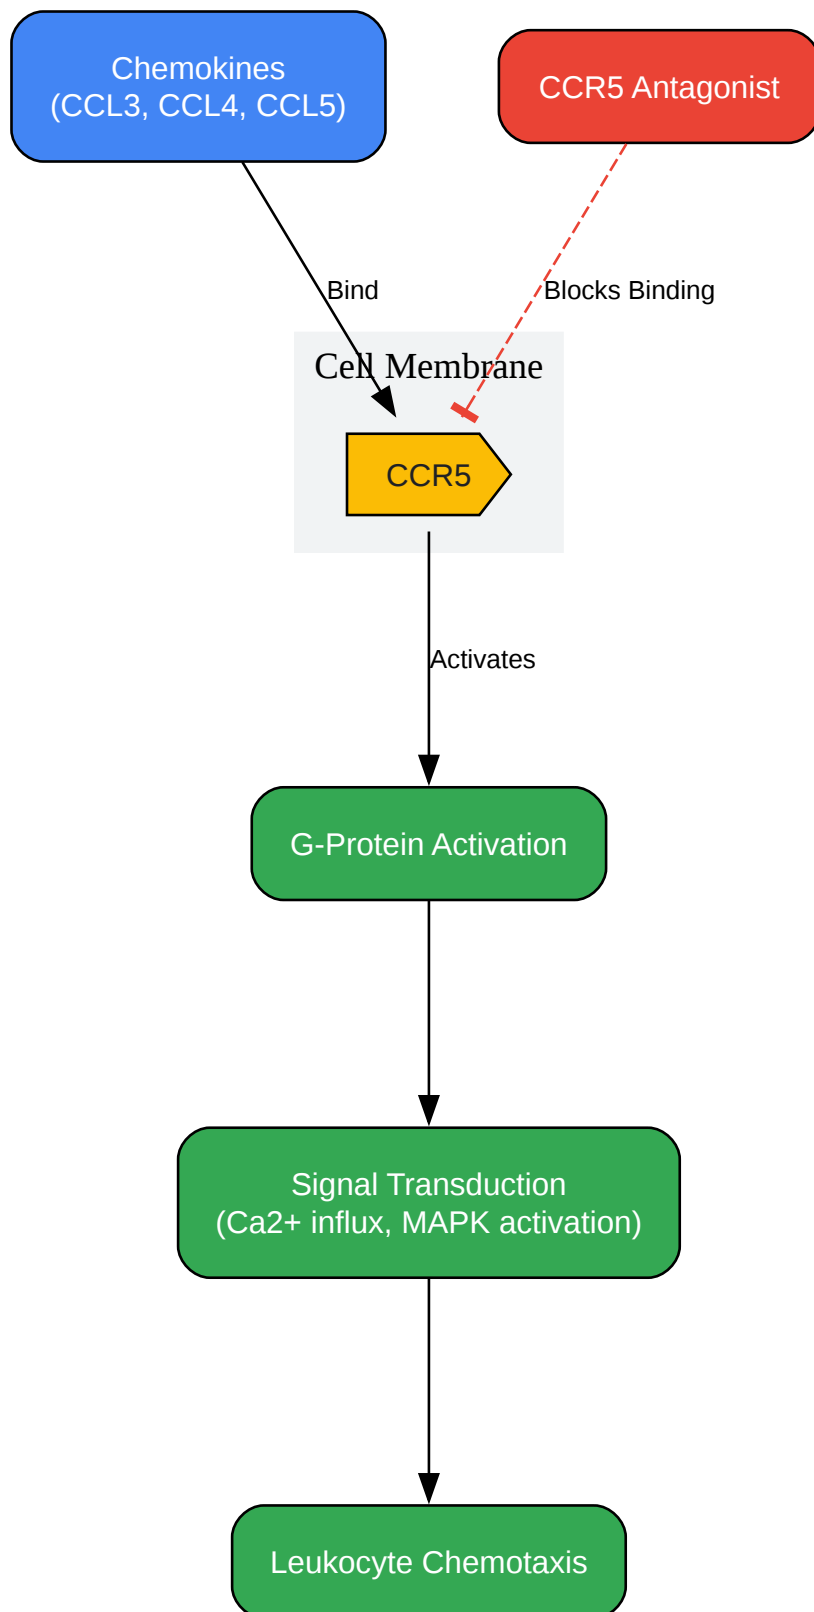 Chemokines
(CCL3, CCL4, CCL5)
CCR5 Antagonist
Bind
Blocks Binding
Cell Membrane
CCR5
Activates
G-Protein Activation
Signal Transduction
(Ca2+ influx, MAPK activation)
Leukocyte Chemotaxis